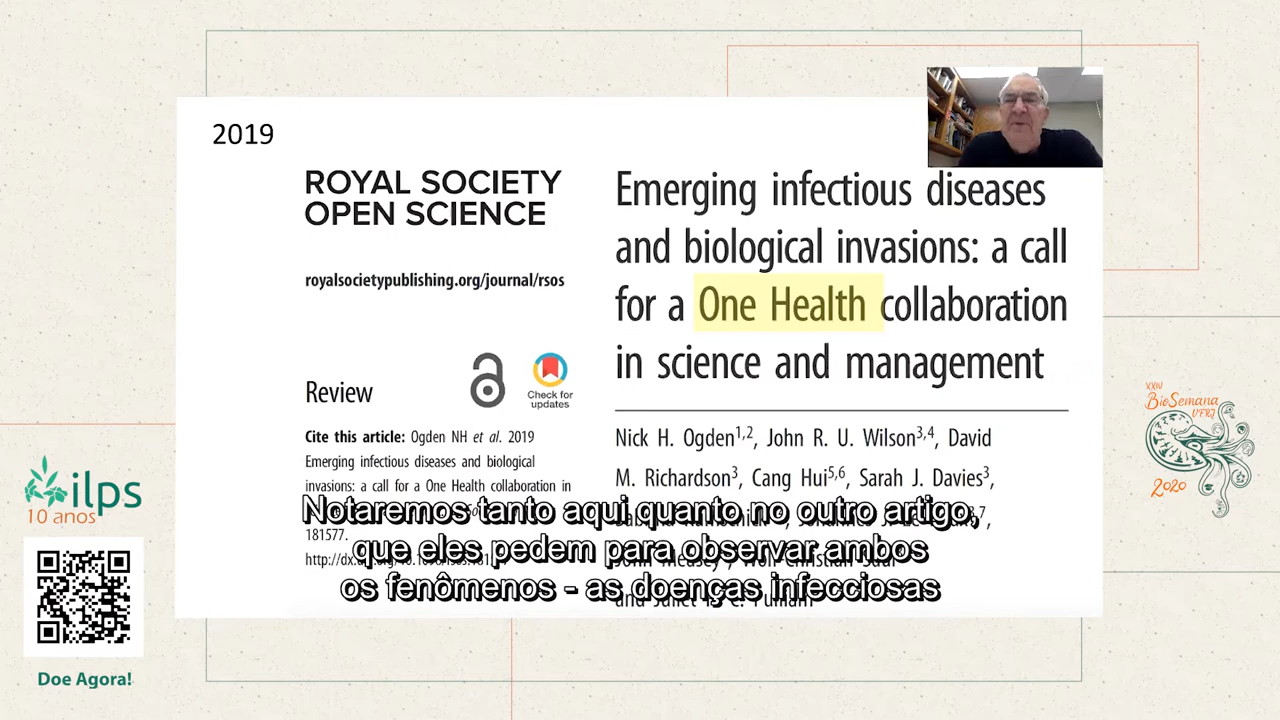 2019
ROYAL SOCIETY
OPEN SCIENCE
royalsocietypublishing.org/journal/rsos
Review
Check for
updates
Cite this article: Ogden NH et al. 2019
Emerging infectious diseases and biological
invasions: a call for a One Health collaboration in
181577.
Emerging infectious diseases
and biological invasions: a call
for a One Health collaboration
in science and management
Nick H. Ogden1,2, John R. U. Wilson3,4, David
M. Richardson3, Cang Hui5,6, Sarah J. Davies3,
Notaremos tanto aqui quanto no outro artigo,
que eles pedem para observar ambos
os fenômenos - as doenças infecciosas
ilps
10 anos
Doe Agora!
XXIV
BioSemana
UFRJ
2020